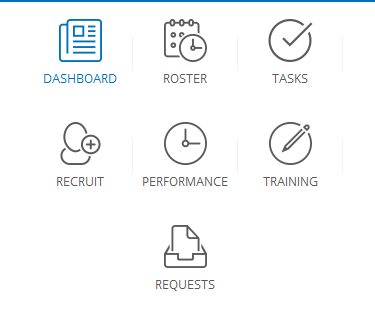 DASHBOARD
ROSTER
TASKS
RECRUIT
PERFORMANCE
TRAINING
REQUESTS